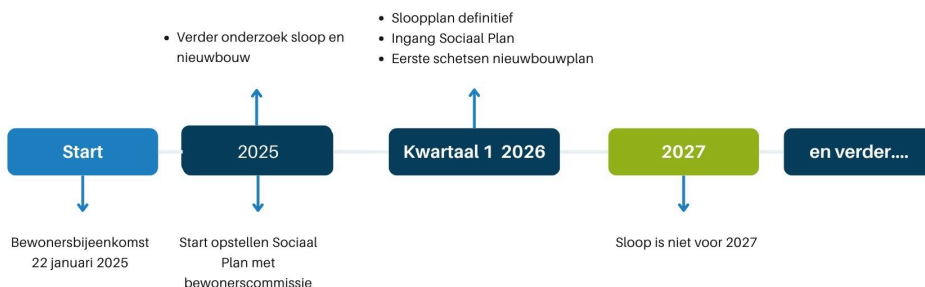 • Verder onderzoek sloop en
nieuwbouw
• Sloopplan definitief
• Ingang Sociaal Plan
• Eerste schetsen nieuwbouwplan
Start
2025
Kwartaal 1 2026
2027
en verder....
Bewonersbijeenkomst
22 januari 2025
Start opstellen Sociaal
Plan met
bewonerscommissie
Sloop is niet voor 2027